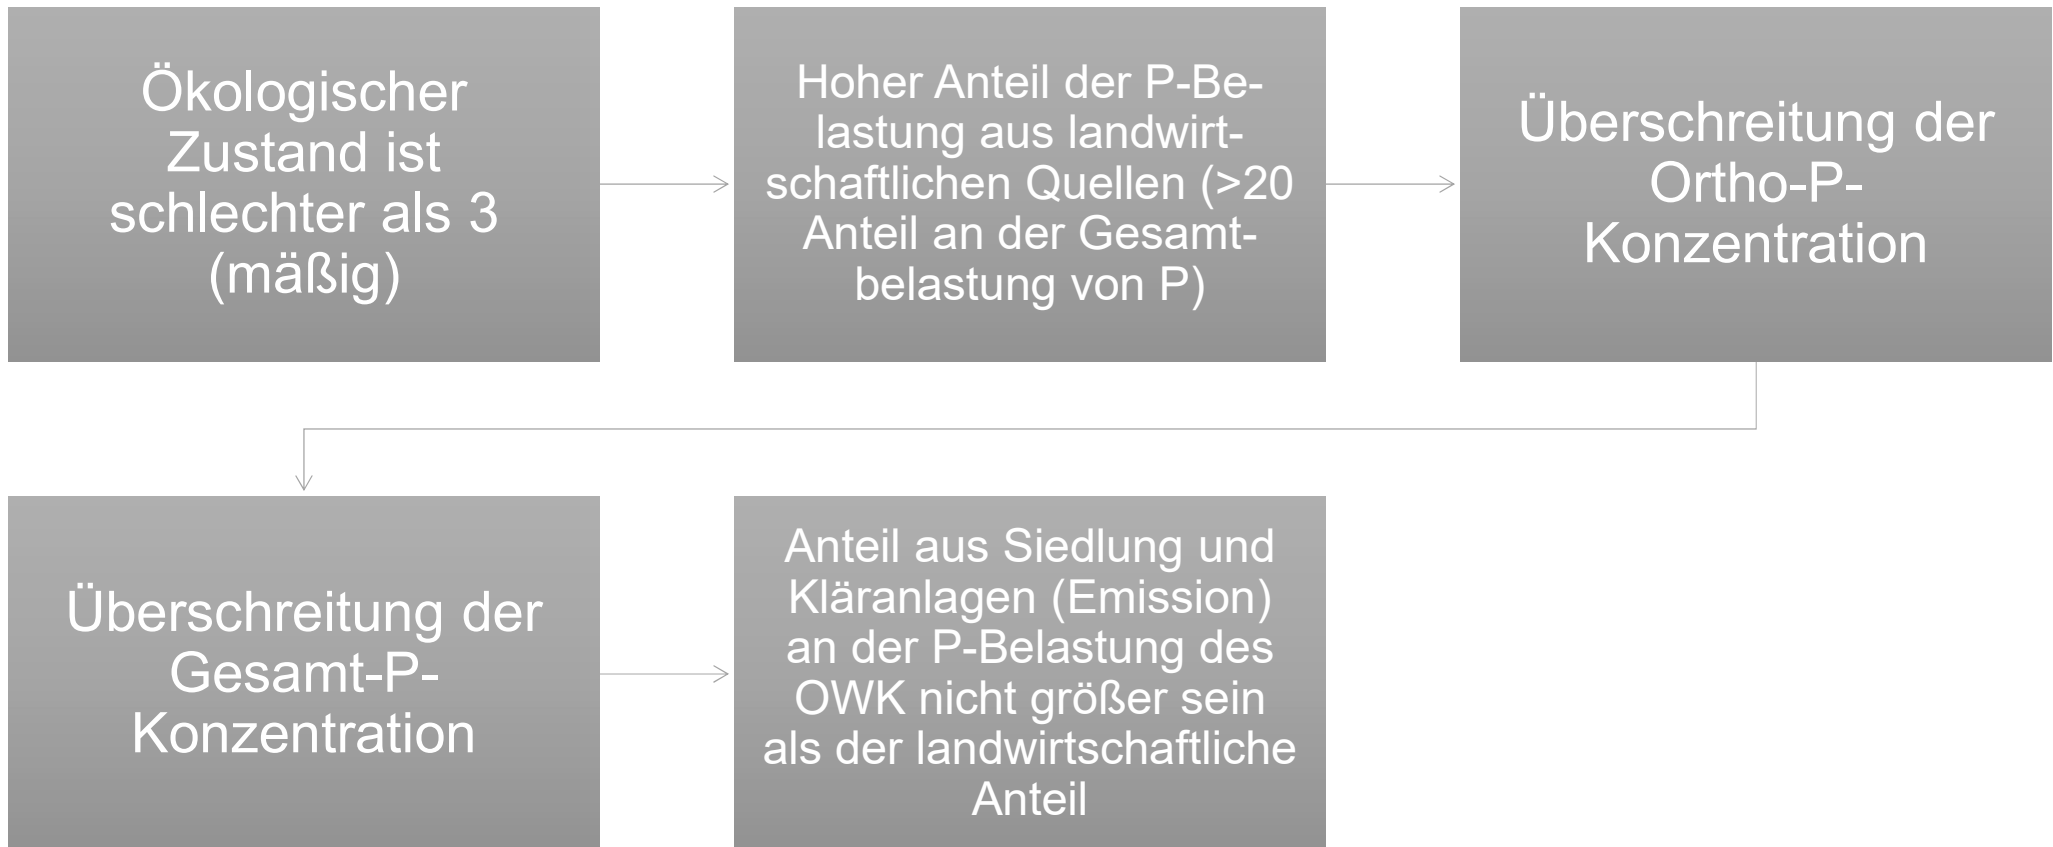 Ökologischer
Zustand ist
schlechter als 3
(mäßig)
Hoher Anteil der P-Be-
lastung aus landwirt-
schaftlichen Quellen (>20
Anteil an der Gesamt-
belastung von P)
Überschreitung der
Ortho-P-
Konzentration
Überschreitung der
Gesamt-P-
Konzentration
Anteil aus Siedlung und
Kläranlagen (Emission)
an der P-Belastung des
OWK nicht größer sein
als der landwirtschaftliche
Anteil